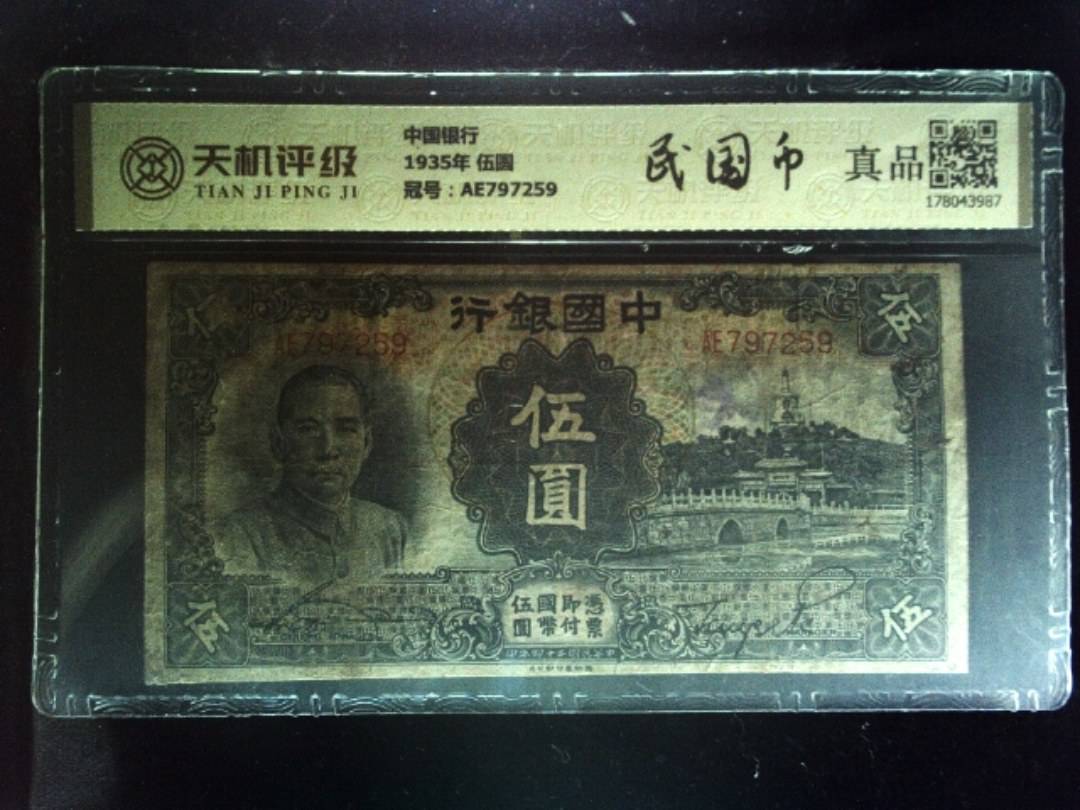 天机评级
TIAN JI PING JI
中国银行
1935年 伍圆
冠号：AE797259
民国币
真品
178043987
行銀國中
AE797259
AE797259
伍
伍
圓
伍
伍
憑票
即付
國幣
伍圓